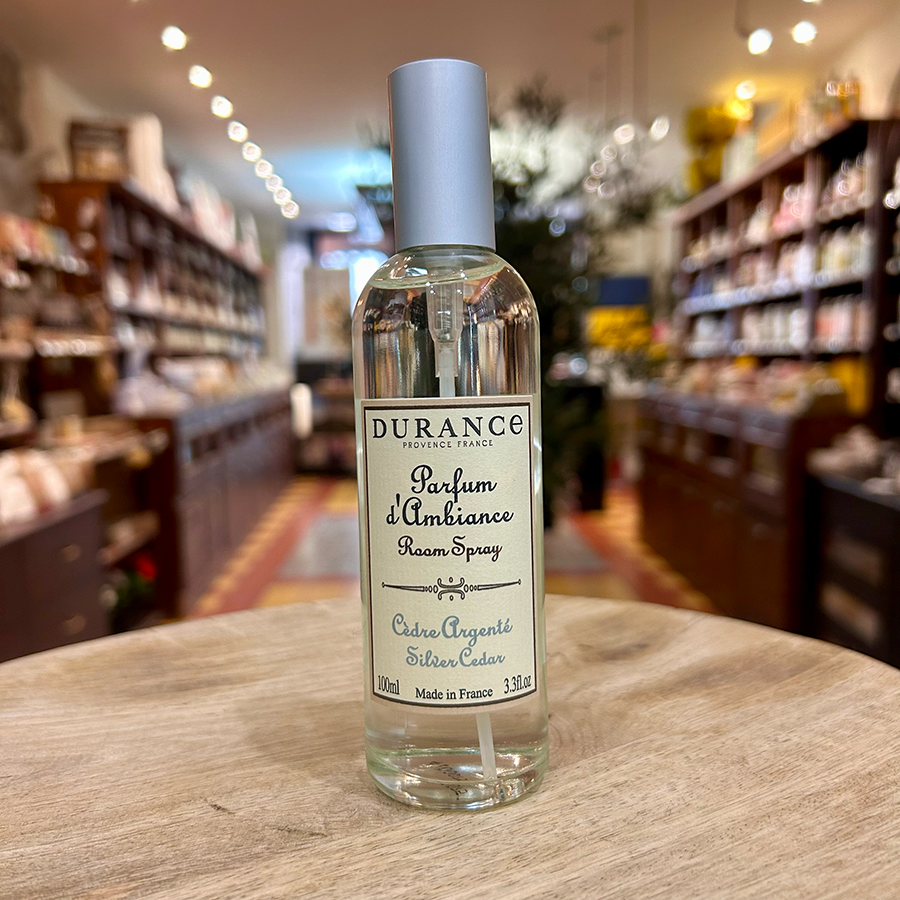 DURANCE
PROVENCE FRANCE
Parfum
d'Ambiance
Room Spray
Cèdre Argenté
Silver Cedar
100ml Made in France 3.3fl.oz